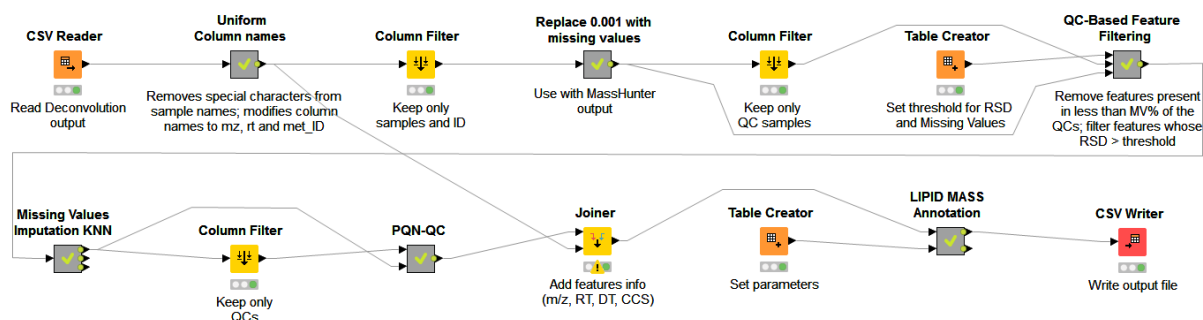 CSV Reader
Read Deconvolution
output
Uniform
Column names
Removes special characters from
sample names; modifies column
names to mz, rt and met_ID
Column Filter
Keep only
samples and ID
Replace 0.001 with
missing values
Use with MassHunter
output
Column Filter
Keep only
QC samples
Table Creator
Set threshold for RSD
and Missing Values
QC-Based Feature
Filtering
Remove features present
in less than MV% of the
QCs; filter features whose
RSD > threshold
Missing Values
Imputation KNN
Column Filter
Keep only
QCs
PQN-QC
Joiner
Add features info
(m/z, RT, DT, CCS)
Table Creator
Set parameters
LIPID MASS
Annotation
CSV Writer
Write output file